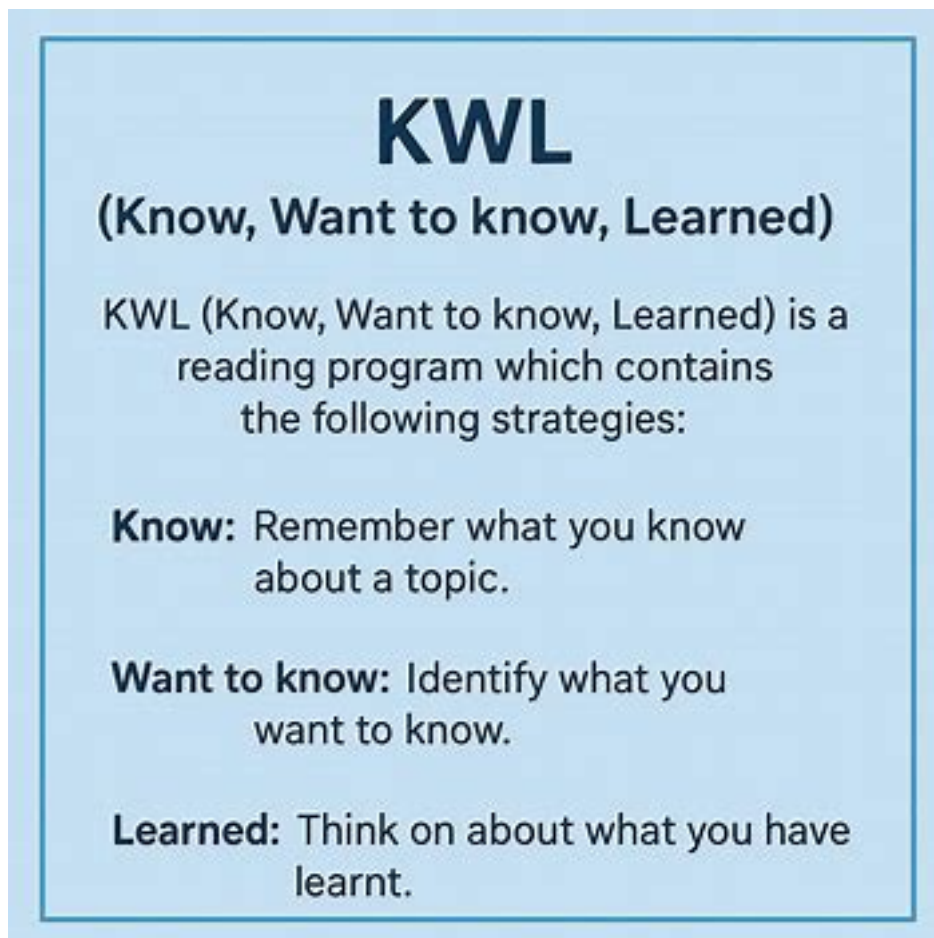 KWL
(Know, Want to know, Learned)
KWL (Know, Want to know, Learned) is a
reading program which contains
the following strategies:
Know: Remember what you know
about a topic.
Want to know: Identify what you
want to know.
Learned: Think on about what you have
learnt.